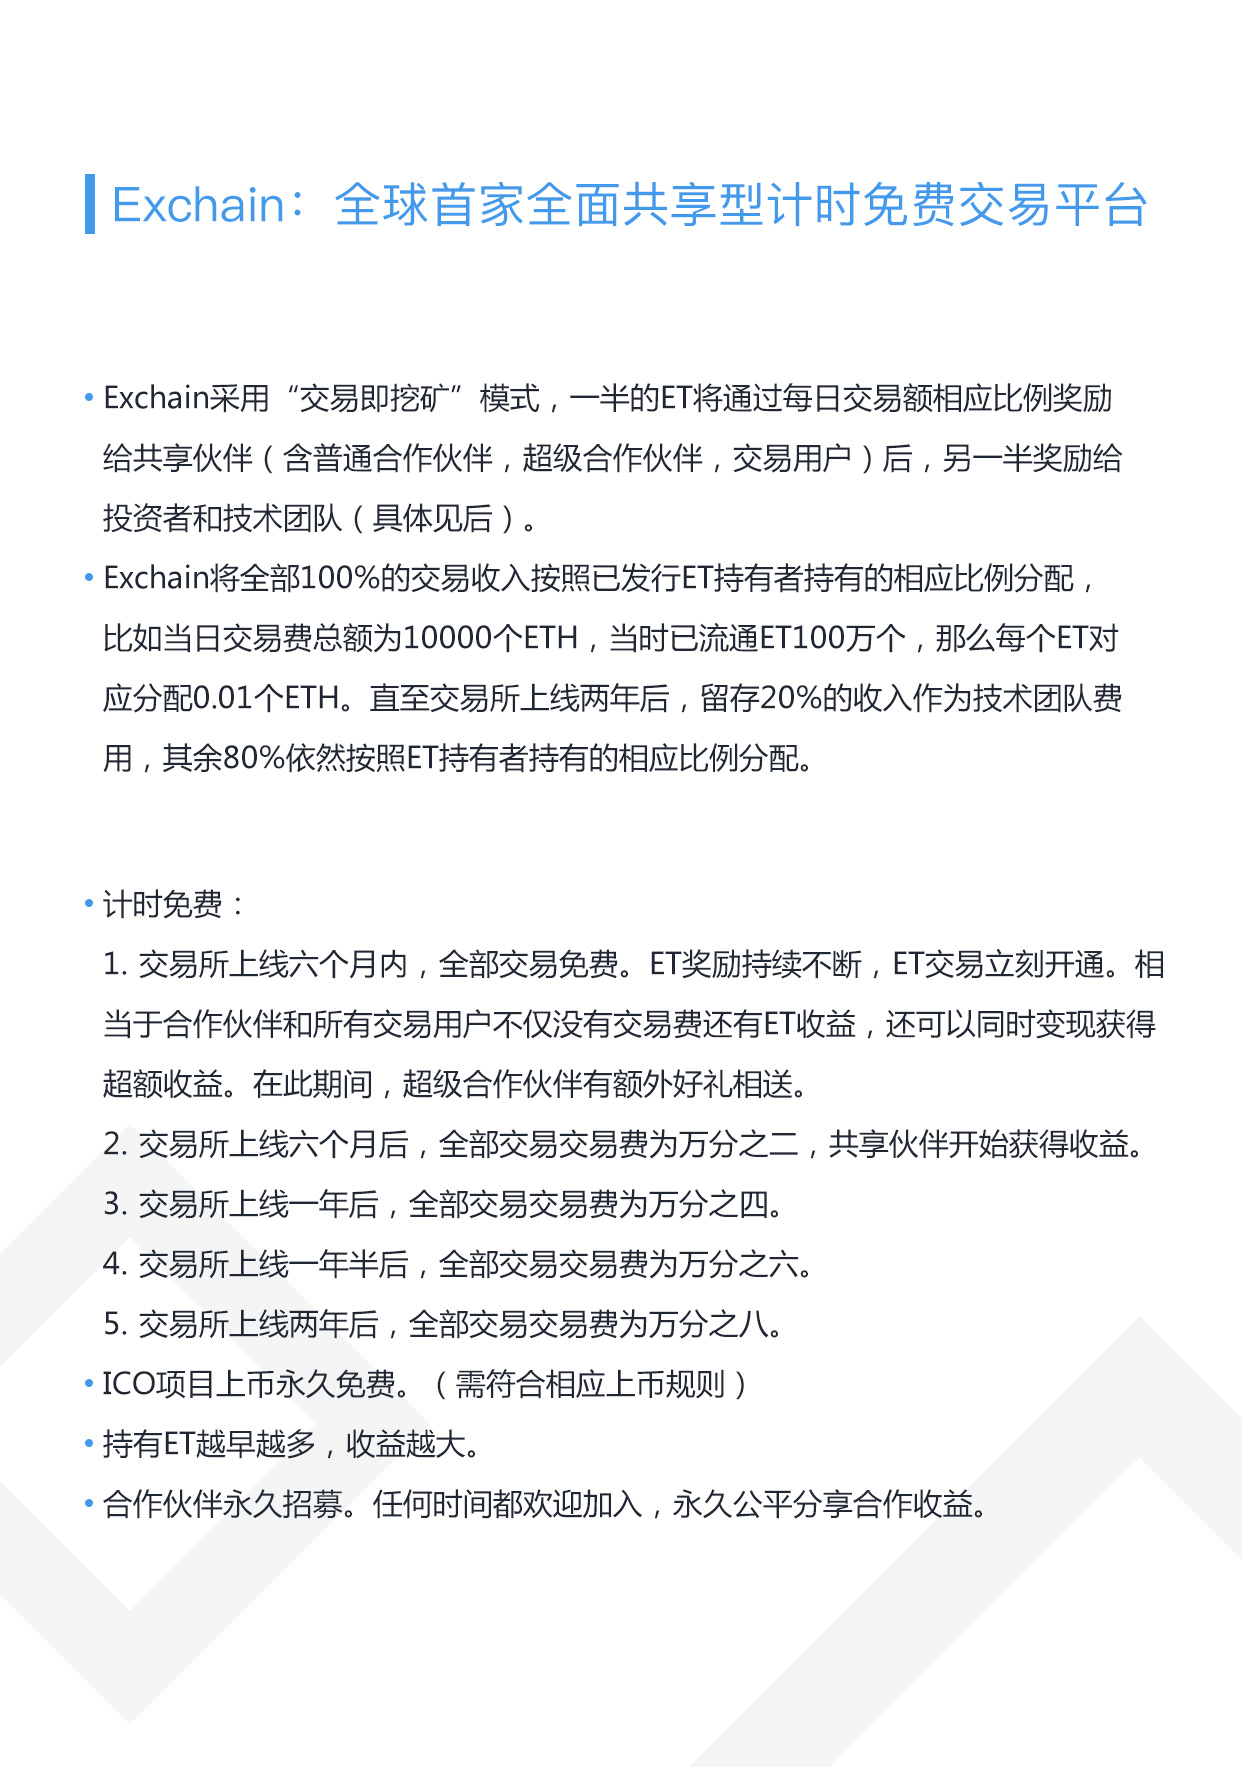 Exchain：全球首家全面共享型计时免费交易平台
• Exchain采用“交易即挖矿”模式，一半的ET将通过每日交易额相应比例奖励
给共享伙伴（含普通合作伙伴，超级合作伙伴，交易用户）后，另一半奖励给
投资者和技术团队（具体见后）。
• Exchain将全部100%的交易收入按照已发行ET持有者持有的相应比例分配，
比如当日交易费总额为10000个ETH，当时已流通ET100万个，那么每个ET对
应分配0.01个ETH。直至交易所上线两年后，留存20%的收入作为技术团队费
用，其余80%依然按照ET持有者持有的相应比例分配。
• 计时免费：
1. 交易所上线六个月内，全部交易免费。ET奖励持续不断，ET交易立刻开通。相
当于合作伙伴和所有交易用户不仅没有交易费还有ET收益，还可以同时变现获得
超额收益。在此期间，超级合作伙伴有额外好礼相送。
2. 交易所上线六个月后，全部交易交易费为万分之二，共享伙伴开始获得收益。
3. 交易所上线一年后，全部交易交易费为万分之四。
4. 交易所上线一年半后，全部交易交易费为万分之六。
5. 交易所上线两年后，全部交易交易费为万分之八。
• ICO项目上币永久免费。（需符合相应上币规则）
• 持有ET越早越多，收益越大。
• 合作伙伴永久招募。任何时间都欢迎加入，永久公平分享合作收益。